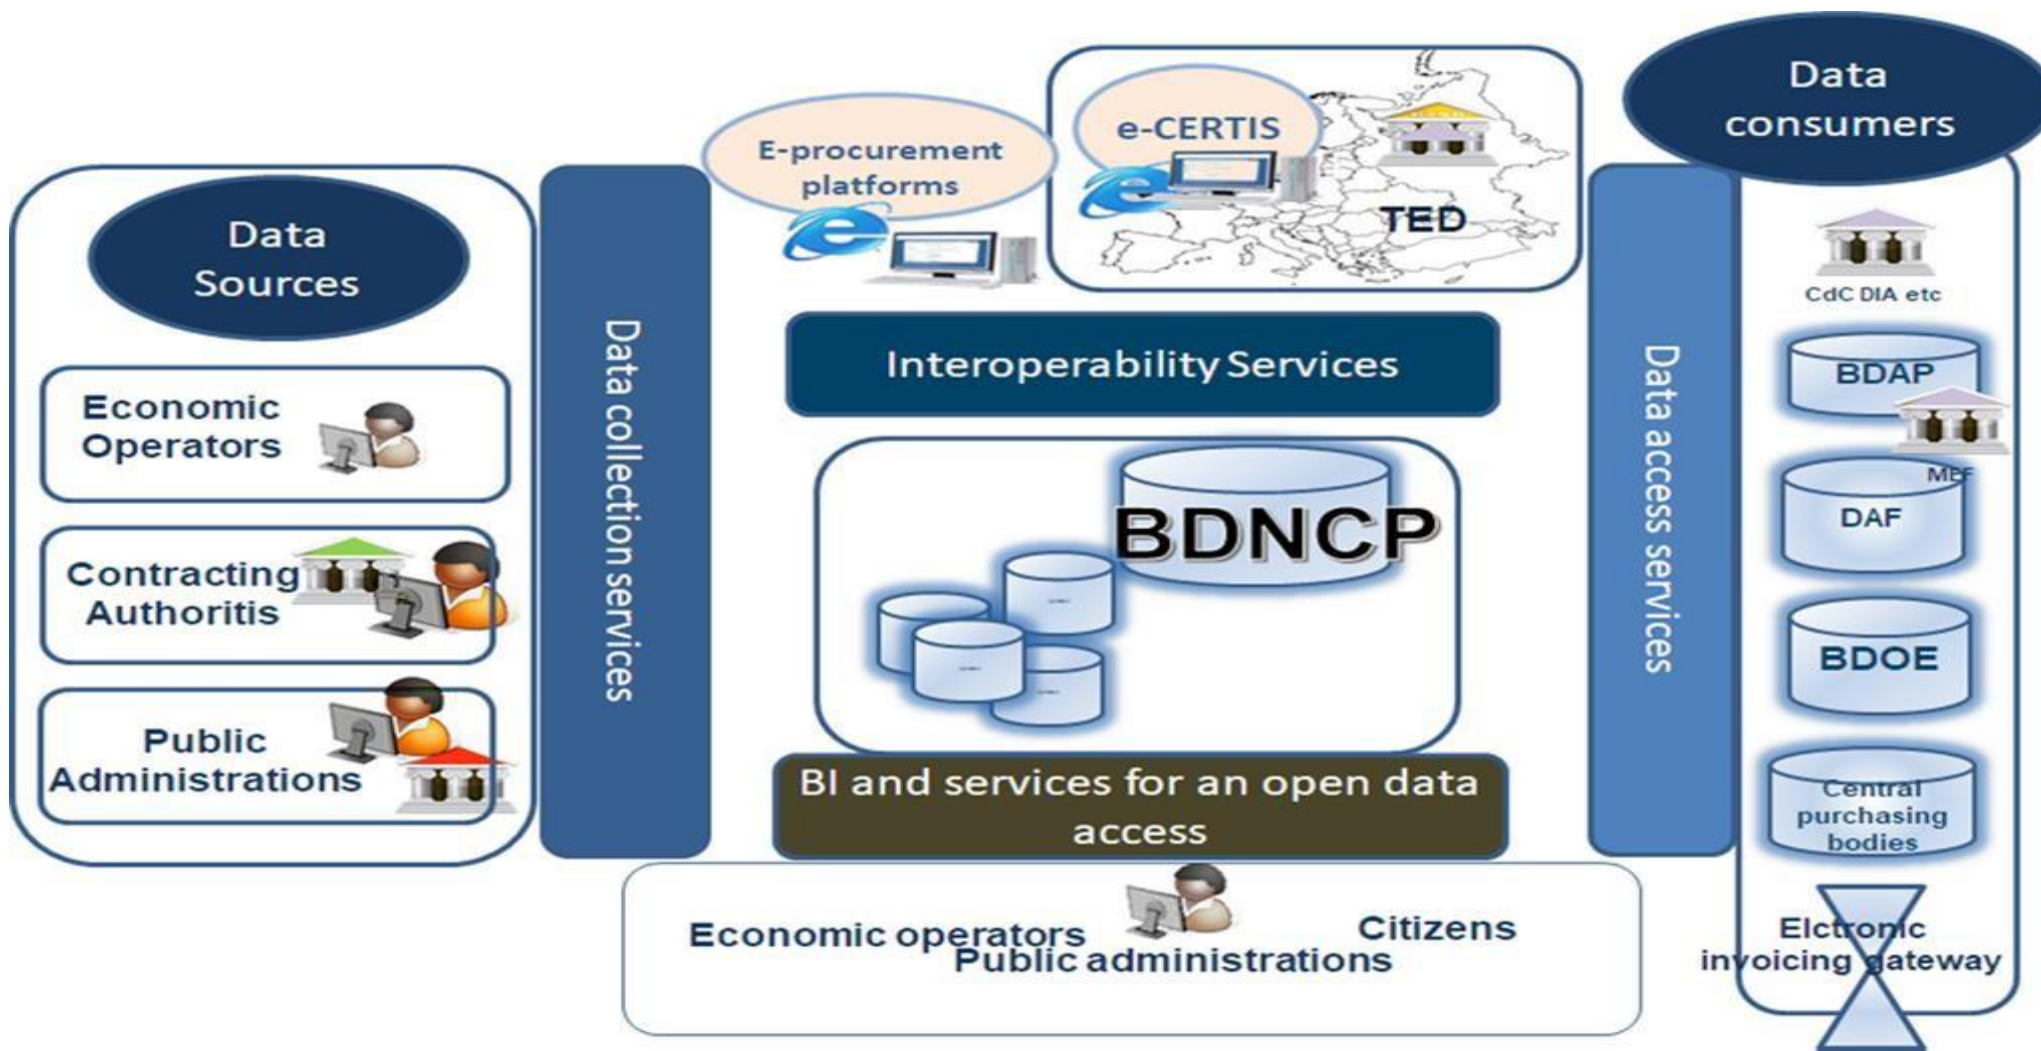 Data
Sources
Economic
Operators
Contracting
Authoritis
Public
Administrations
Data collection services
E-procurement
platforms
e-CERTIS
TED
Interoperability Services
BDNCP
BI and services for an open data
access
Economic operators
Citizens
Public administrations
Data access services
Data
consumers
CdC DIA etc
BDAP
MEF
DAF
BDOE
Central
purchasing
bodies
Elctronic
invoicing gateway